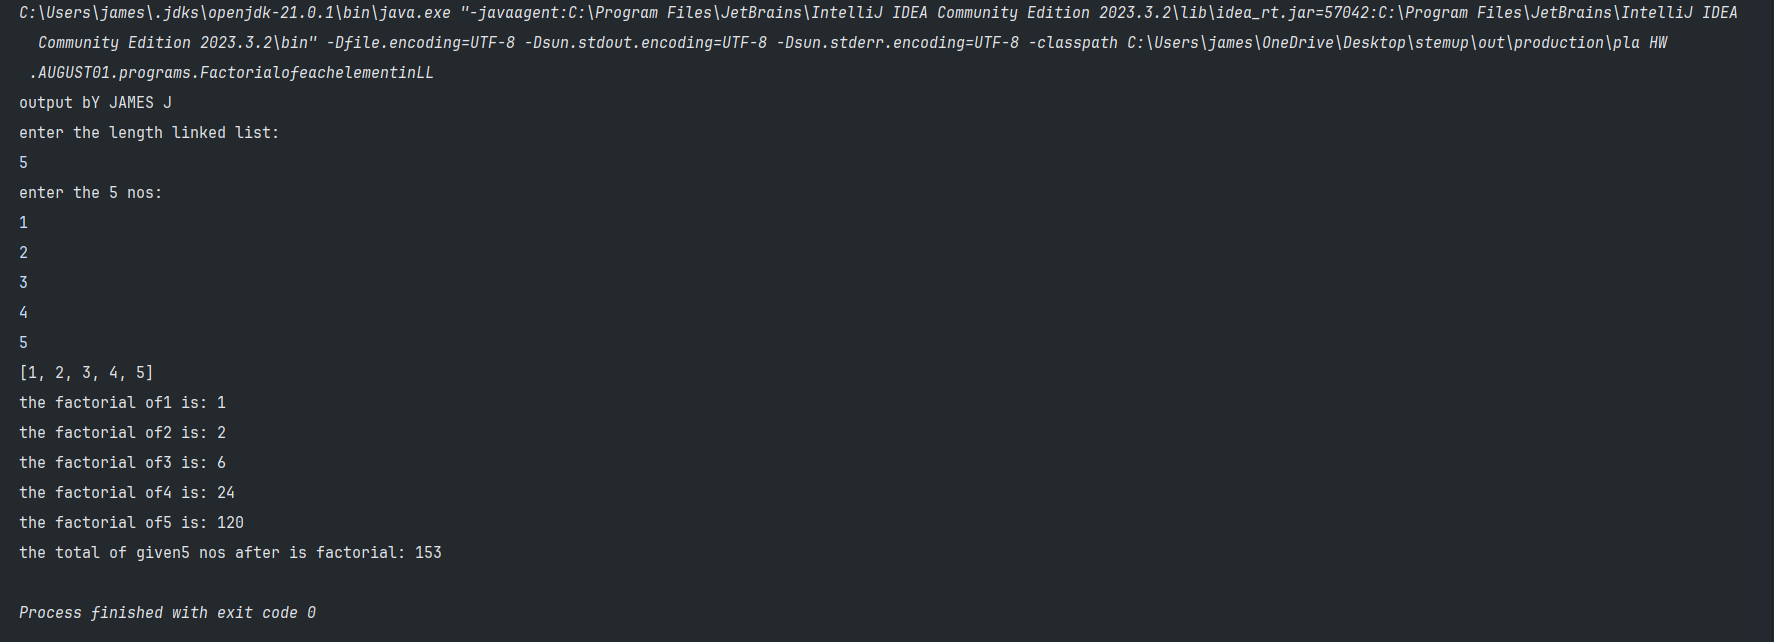 C:\Users\james\.jdks\openjdk-21.0.1\bin\java.exe "-javaagent:C:\Program Files\JetBrains\IntelliJ IDEA Community Edition 2023.3.2\lib\idea_rt.jar=57042:C:\Program Files\JetBrains\IntelliJ IDEA
Community Edition 2023.3.2\bin" -Dfile.encoding=UTF-8 -Dsun.stdout.encoding=UTF-8 -Dsun.stderr.encoding=UTF-8 -classpath C:\Users\james\OneDrive\Desktop\stemup\out\production\pla HW
.AUGUST01.programs.FactorialofeachelementinLL
output bY JAMES J
enter the length linked list:
5
enter the 5 nos:
1
2
3
4
5
[1, 2, 3, 4, 5]
the factorial of1 is: 1
the factorial of2 is: 2
the factorial of3 is: 6
the factorial of4 is: 24
the factorial of5 is: 120
the total of given5 nos after is factorial: 153
Process finished with exit code 0